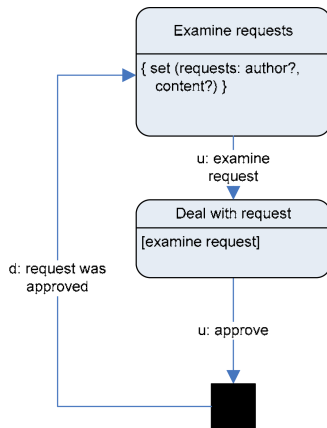 Examine requests
{ set (requests: author?,
content?) }
u: examine
request
Deal with request
[examine request]
d: request was
approved
u: approve